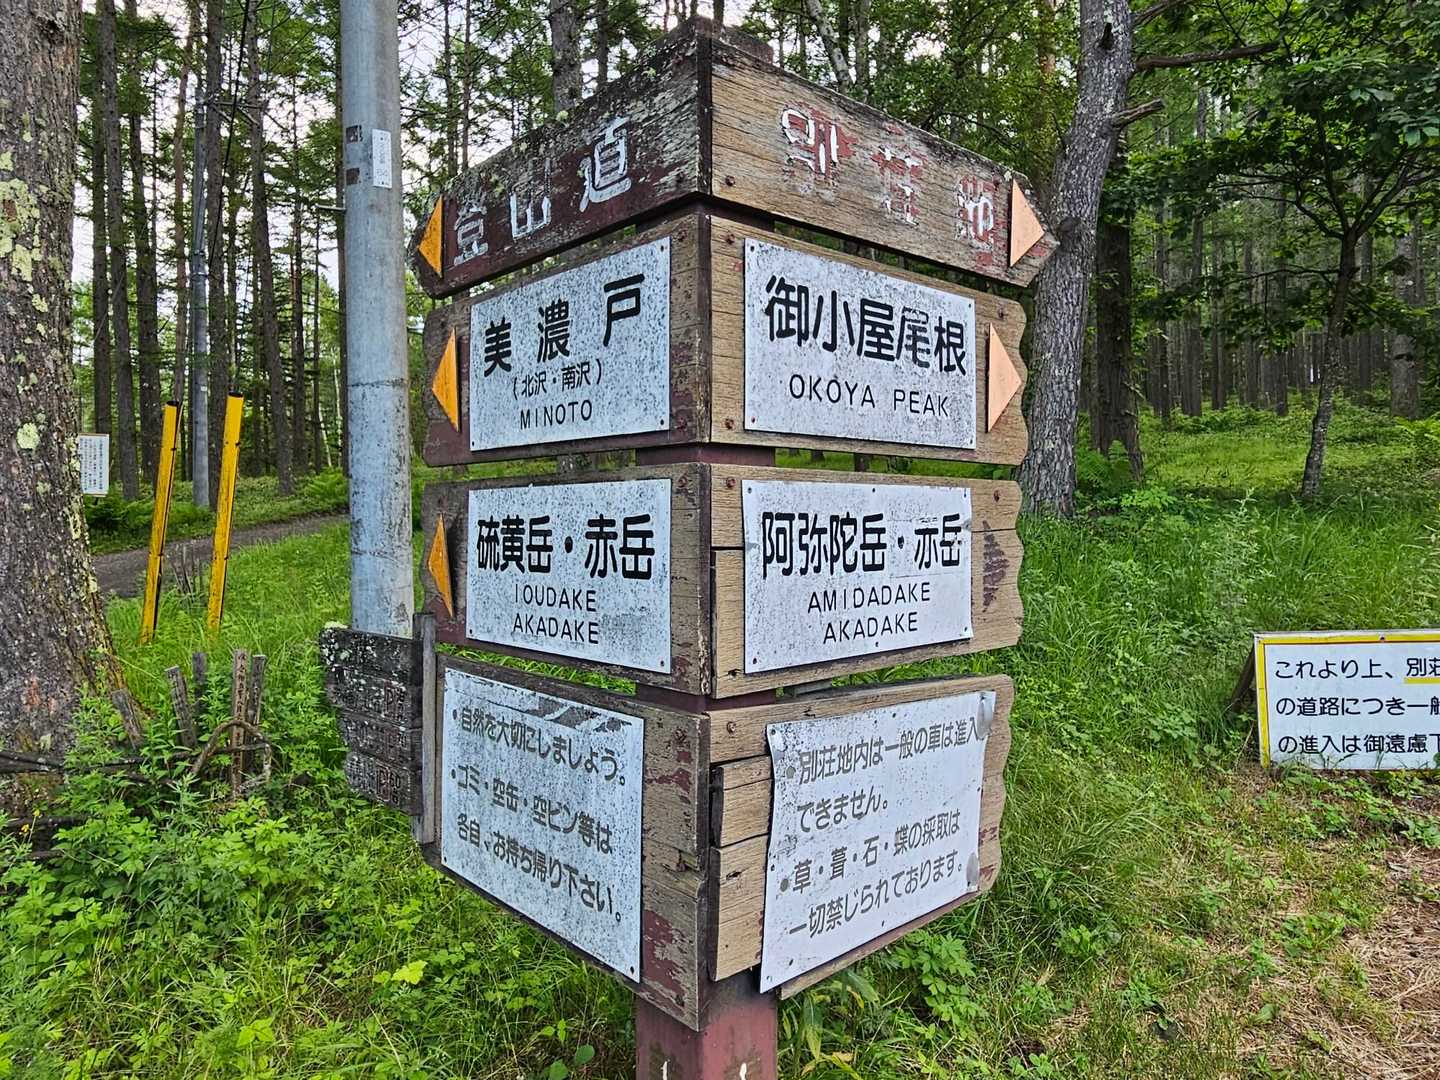 登山道
美濃戸
(北沢・南沢)
MINOTO
硫黄岳・赤岳
IOUDAKE
AKADAKE
・自然を大切にしましょう。
・ゴミ・空缶・空ビン等は
各自、お持ち帰り下さい。
別荘地
御小屋尾根
OKOYA PEAK
阿弥陀岳・赤岳
AMIDADAKE
AKADAKE
・別荘地内は一般の車は進入
できません。
・草・茸・石・蝶の採取は
一切禁じられております。
これより上、別荘
の道路につき一般
の進入は御遠慮下